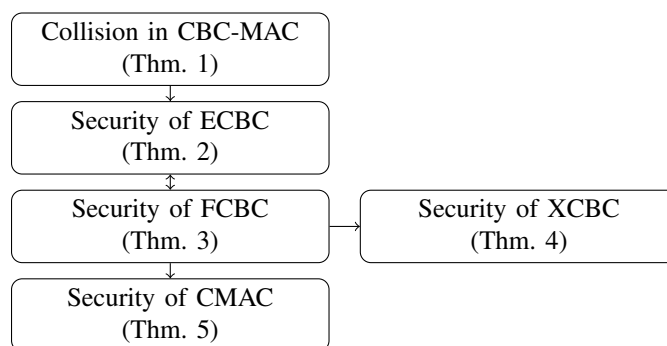 Collision in CBC-MAC
(Thm. 1)
Security of ECBC
(Thm. 2)
Security of FCBC
(Thm. 3)
Security of XCBC
(Thm. 4)
Security of CMAC
(Thm. 5)